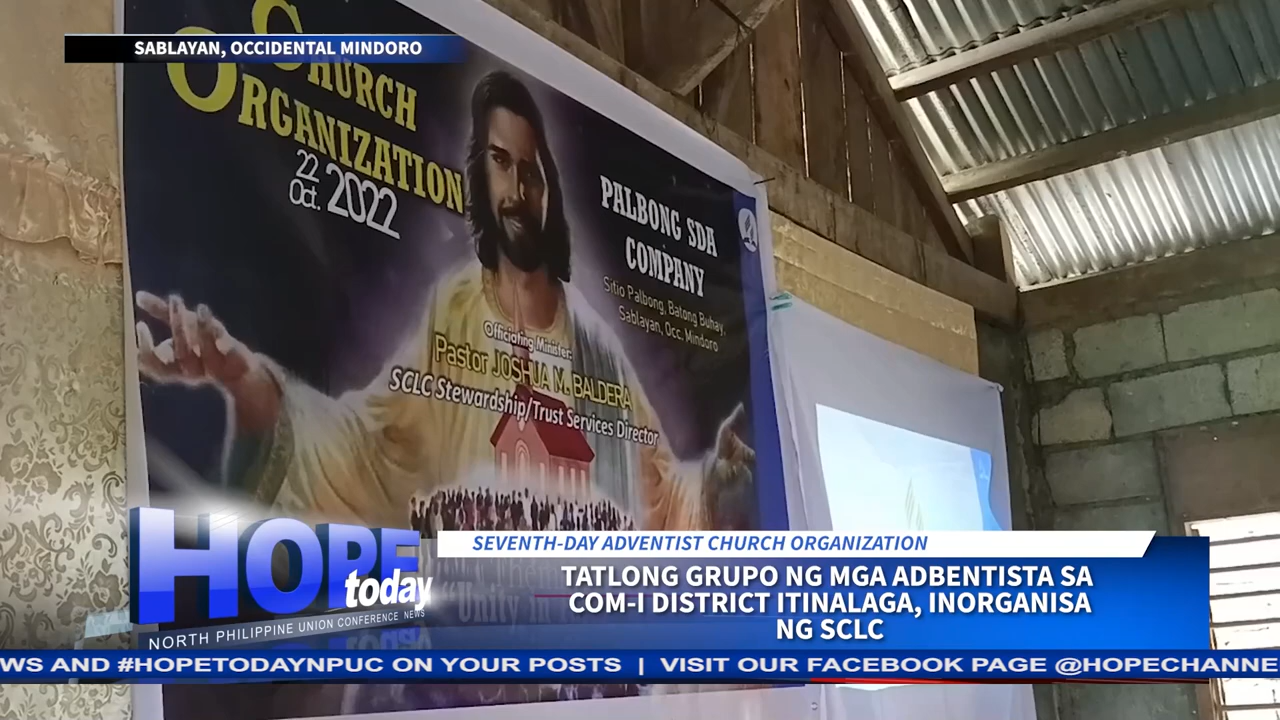 SABLAYAN, OCCIDENTAL MINDORO
CHURCH
ORGANIZATION
22
Oct. 2022
PALBONG SDA
COMPANY
Sitio Palbong, Batong Buhay,
Sablayan, Occ. Mindoro
Officiating Minister:
Pastor JOSHUA M. BALDERA
SCLC Stewardship/Trust Services Director
HOPE
today
NORTH PHILIPPINE UNION CONFERENCE NEWS
SEVENTH-DAY ADVENTIST CHURCH ORGANIZATION
TATLONG GRUPO NG MGA ADBENTISTA SA
COM-I DISTRICT ITINALAGA, INORGANISA
NG SCLC
"Unity in
WS AND #HOPETODAYNPUC ON YOUR POSTS | VISIT OUR FACEBOOK PAGE @HOPECHANNE